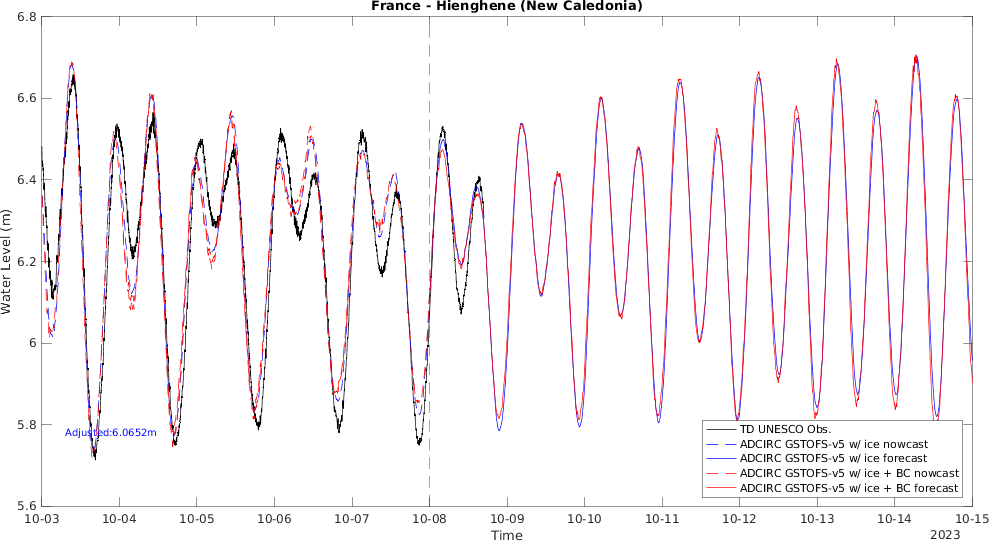 France - Hienghene (New Caledonia)
6.8
6.6
6.4
6.2
6
5.8
5.6
Water Level (m)
Adjusted:6.0652m
TD UNESCO Obs.
ADCIRC GSTOFS-v5 w/ ice nowcast
ADCIRC GSTOFS-v5 w/ ice forecast
ADCIRC GSTOFS-v5 w/ ice + BC nowcast
ADCIRC GSTOFS-v5 w/ ice + BC forecast
10-03 10-04 10-05 10-06 10-07 10-08 10-09 10-10 10-11 10-12 10-13 10-14 10-15
Time
2023